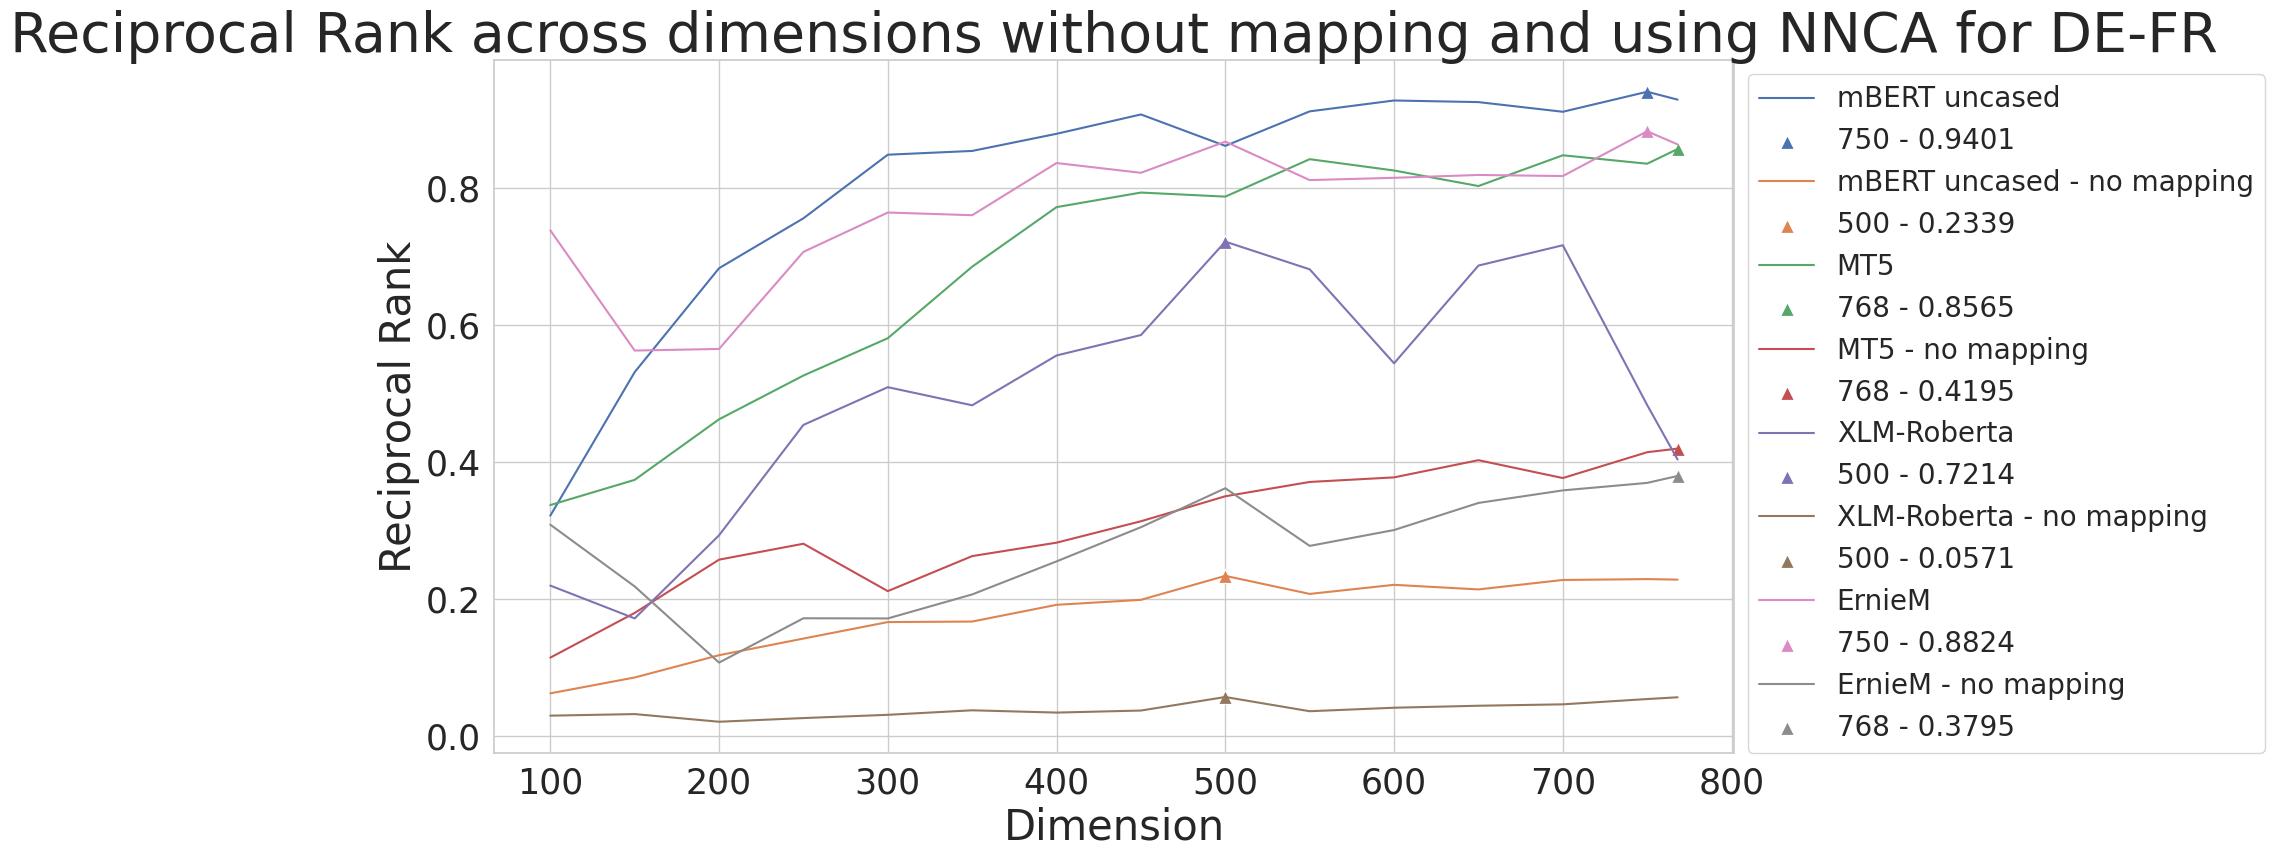 Reciprocal Rank across dimensions without mapping and using NNCA for DE-FR
Reciprocal Rank
0.8
0.6
0.4
0.2
0.0
100 200 300 400 500 600 700 800
Dimension
mBERT uncased
750 - 0.9401
mBERT uncased - no mapping
500 - 0.2339
MT5
768 - 0.8565
MT5 - no mapping
768 - 0.4195
XLM-Roberta
500 - 0.7214
XLM-Roberta - no mapping
500 - 0.0571
ErnieM
750 - 0.8824
ErnieM - no mapping
768 - 0.3795